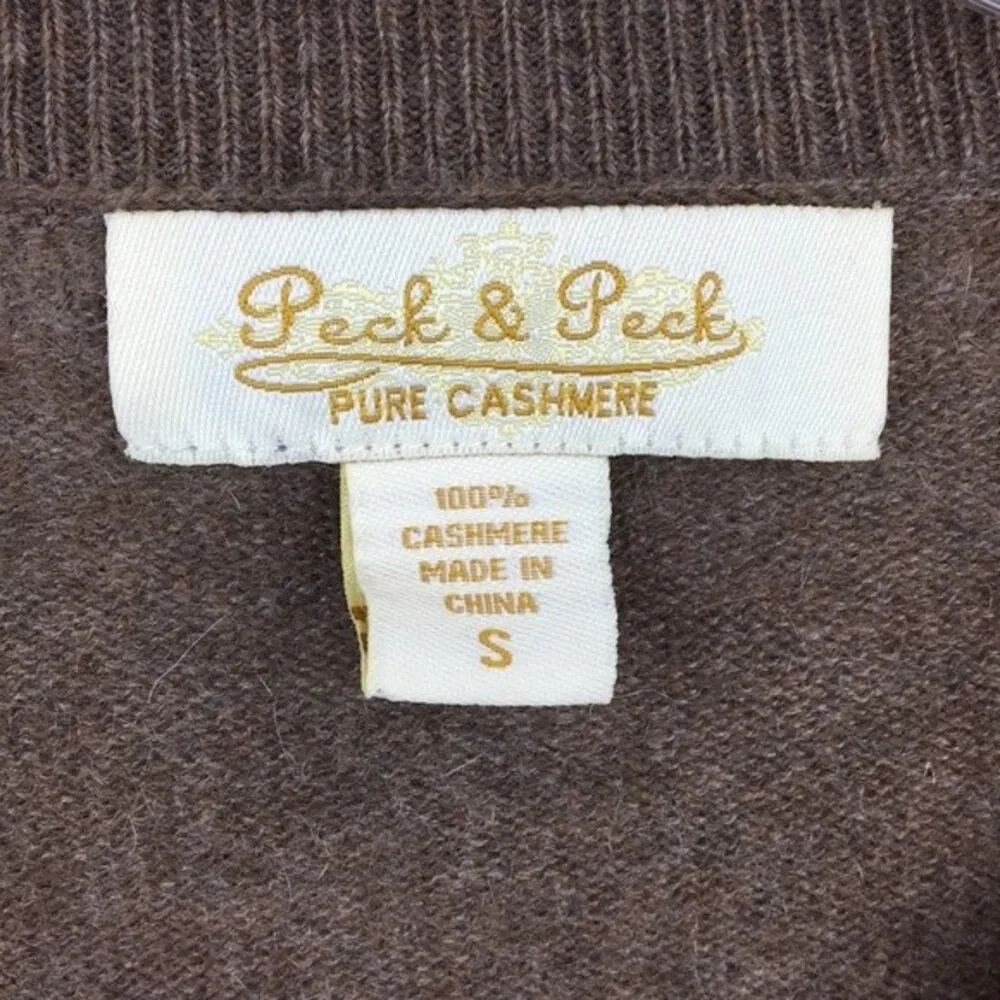 Peck & Peck
PURE CASHMERE
100%
CASHMERE
MADE IN
CHINA
S